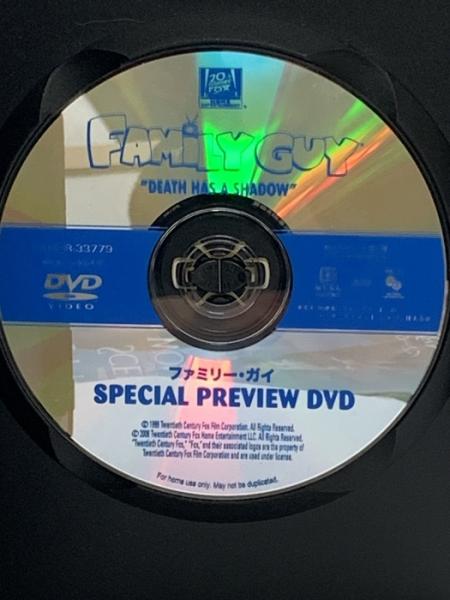 20
FOX
FAMILY GUY
"DEATH HAS A SHADOW"
R-33779
DVD
VIDEO
ファミリー・ガイ
SPECIAL PREVIEW DVD
Ⓒ 1999 Twentieth Century Fox Film Corporation. All Rights Reserved.
Ⓒ 2006 Twentieth Century Fox Home Entertainment LLC. All Rights Reserved.
"Twentieth Century Fox," "Fox," and their associated logos are the property of
Twentieth Century Fox Film Corporation and are used under license.
For home use only. May not be duplicated.